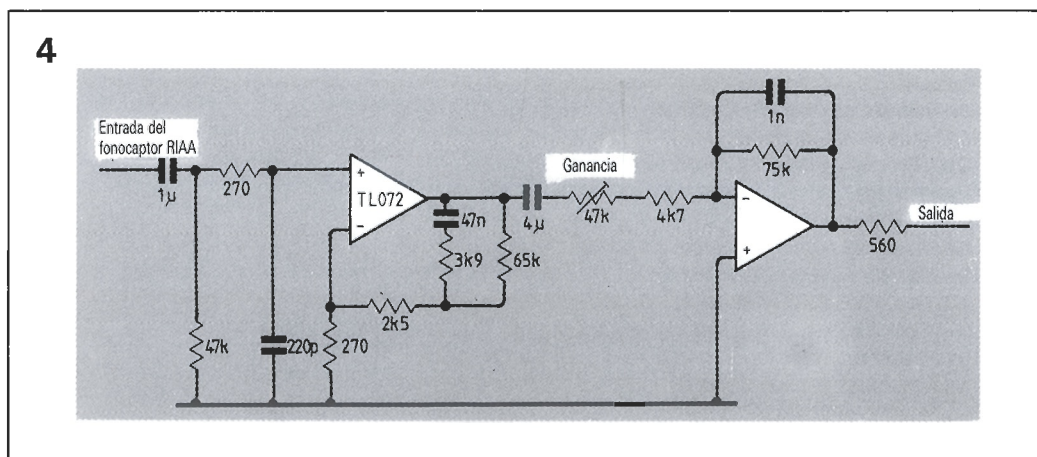 4
Entrada del
fonocaptor RIAA
1µ
270
47k
220p
+
TL072
−
2k5
270
47n
3k9
65k
4µ
Ganancia
47k
4k7
1n
75k
−
+
560
Salida